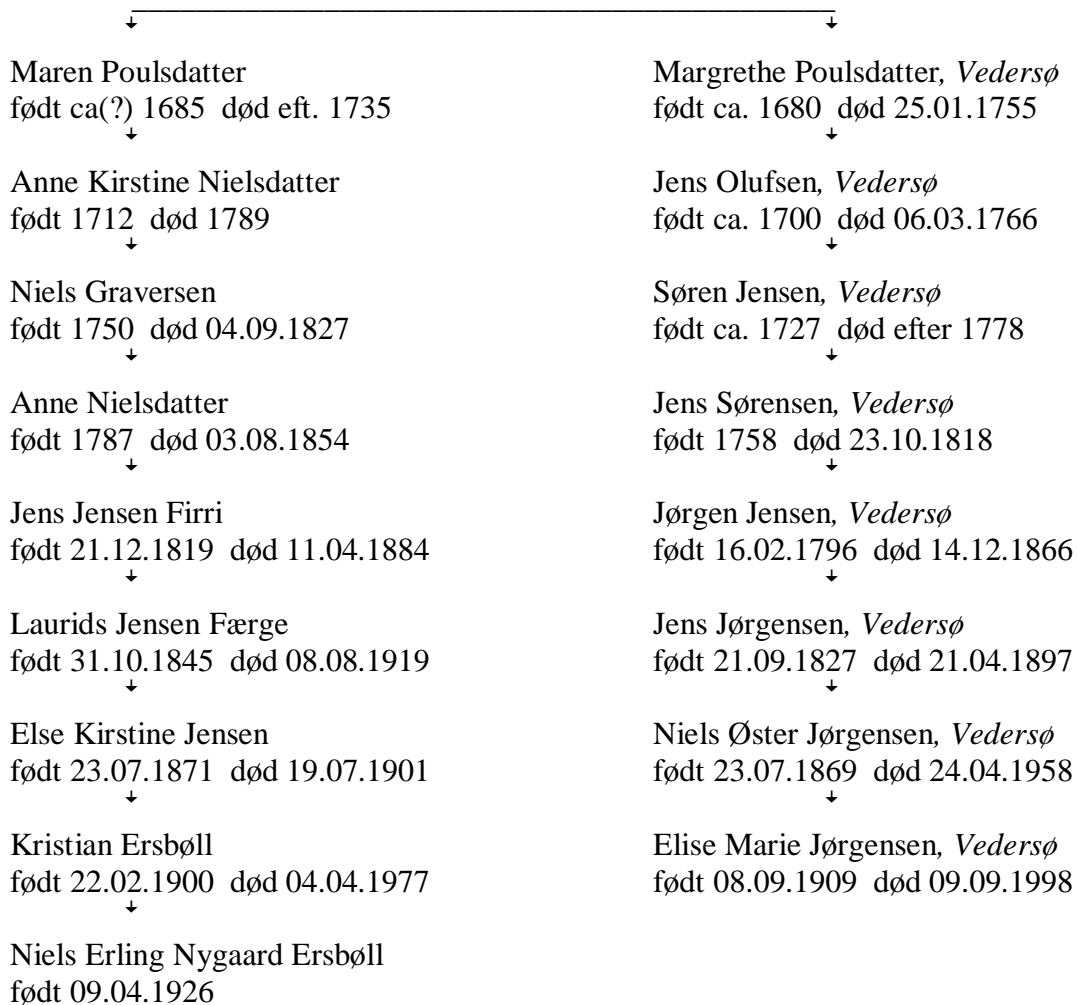 Maren Poulsdatter
født ca(?) 1685 død eft. 1735
Anne Kirstine Nielsdatter
født 1712 død 1789
Niels Graversen
født 1750 død 04.09.1827
Anne Nielsdatter
født 1787 død 03.08.1854
Jens Jensen Firri
født 21.12.1819 død 11.04.1884
Laurids Jensen Færge
født 31.10.1845 død 08.08.1919
Else Kirstine Jensen
født 23.07.1871 død 19.07.1901
Kristian Ersbøll
født 22.02.1900 død 04.04.1977
Niels Erling Nygaard Ersbøll
født 09.04.1926
Margrethe Poulsdatter, Vedersø
født ca. 1680 død 25.01.1755
Jens Olufsen, Vedersø
født ca. 1700 død 06.03.1766
Søren Jensen, Vedersø
født ca. 1727 død efter 1778
Jens Sørensen, Vedersø
født 1758 død 23.10.1818
Jørgen Jensen, Vedersø
født 16.02.1796 død 14.12.1866
Jens Jørgensen, Vedersø
født 21.09.1827 død 21.04.1897
Niels Øster Jørgensen, Vedersø
født 23.07.1869 død 24.04.1958
Elise Marie Jørgensen, Vedersø
født 08.09.1909 død 09.09.1998